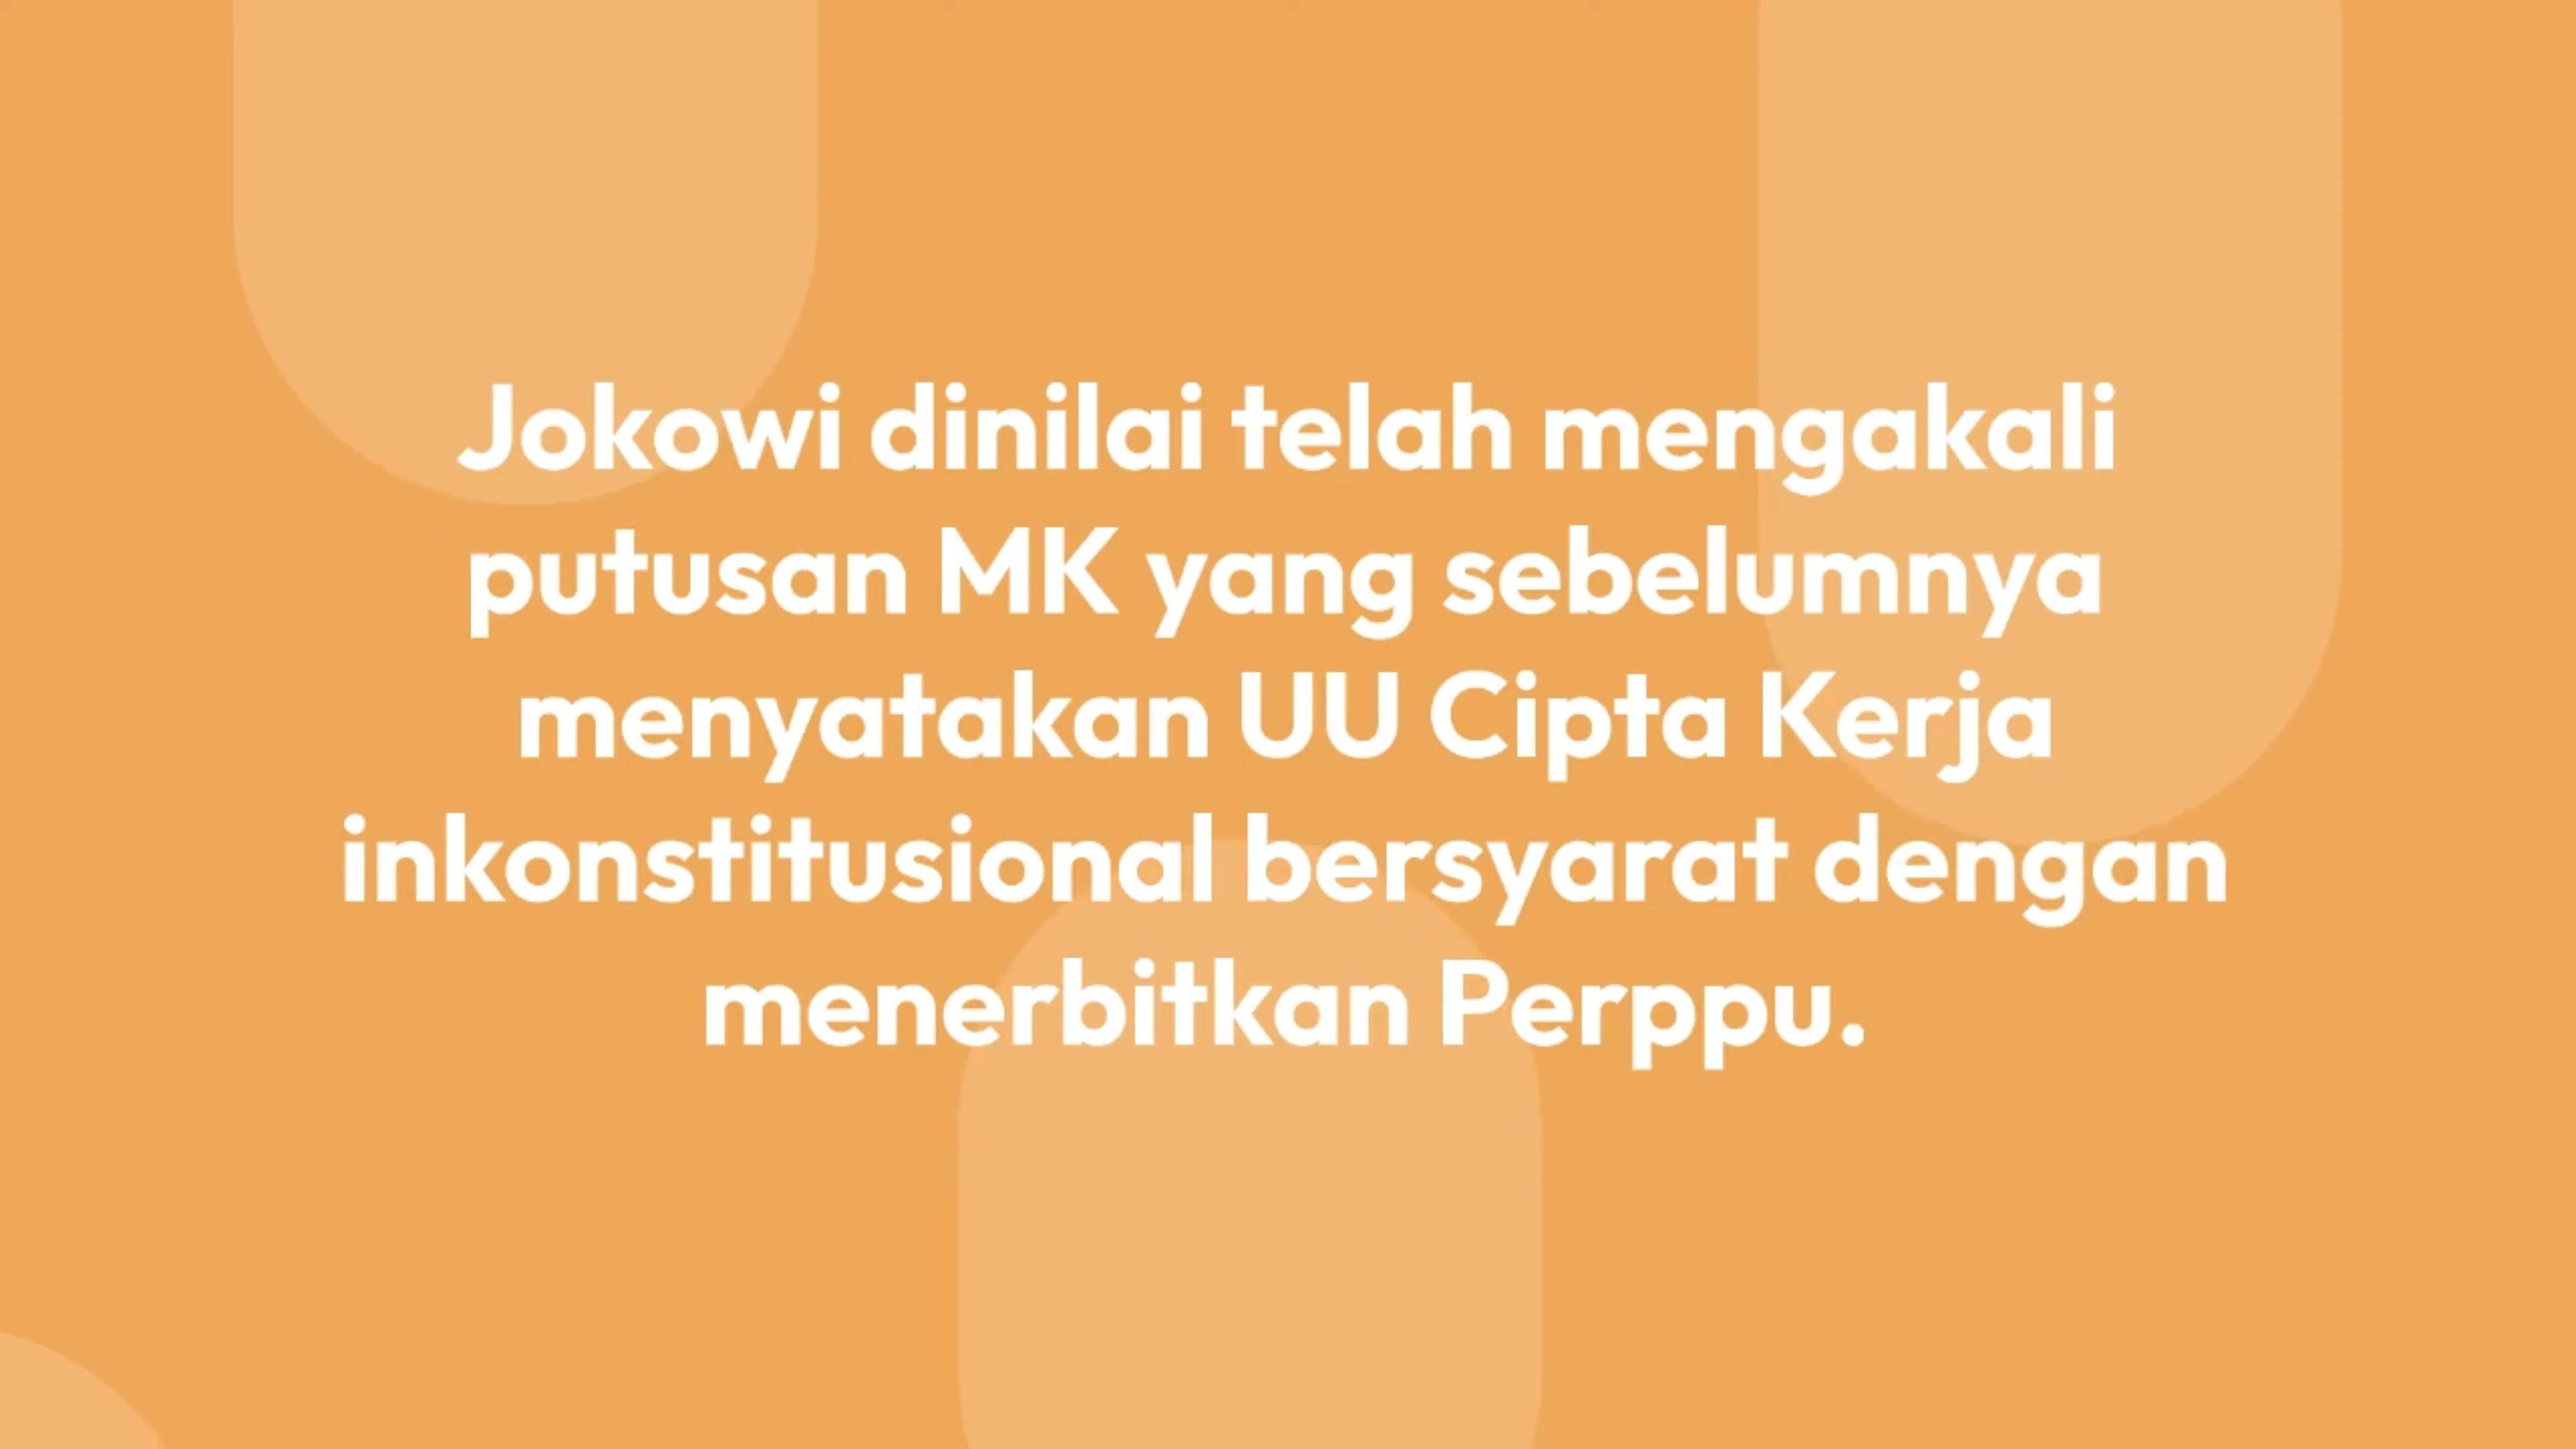 Jokowi dinilai telah mengakali
putusan MK yang sebelumnya
menyatakan UU Cipta Kerja
inkonstitusional bersyarat dengan
menerbitkan Perppu.